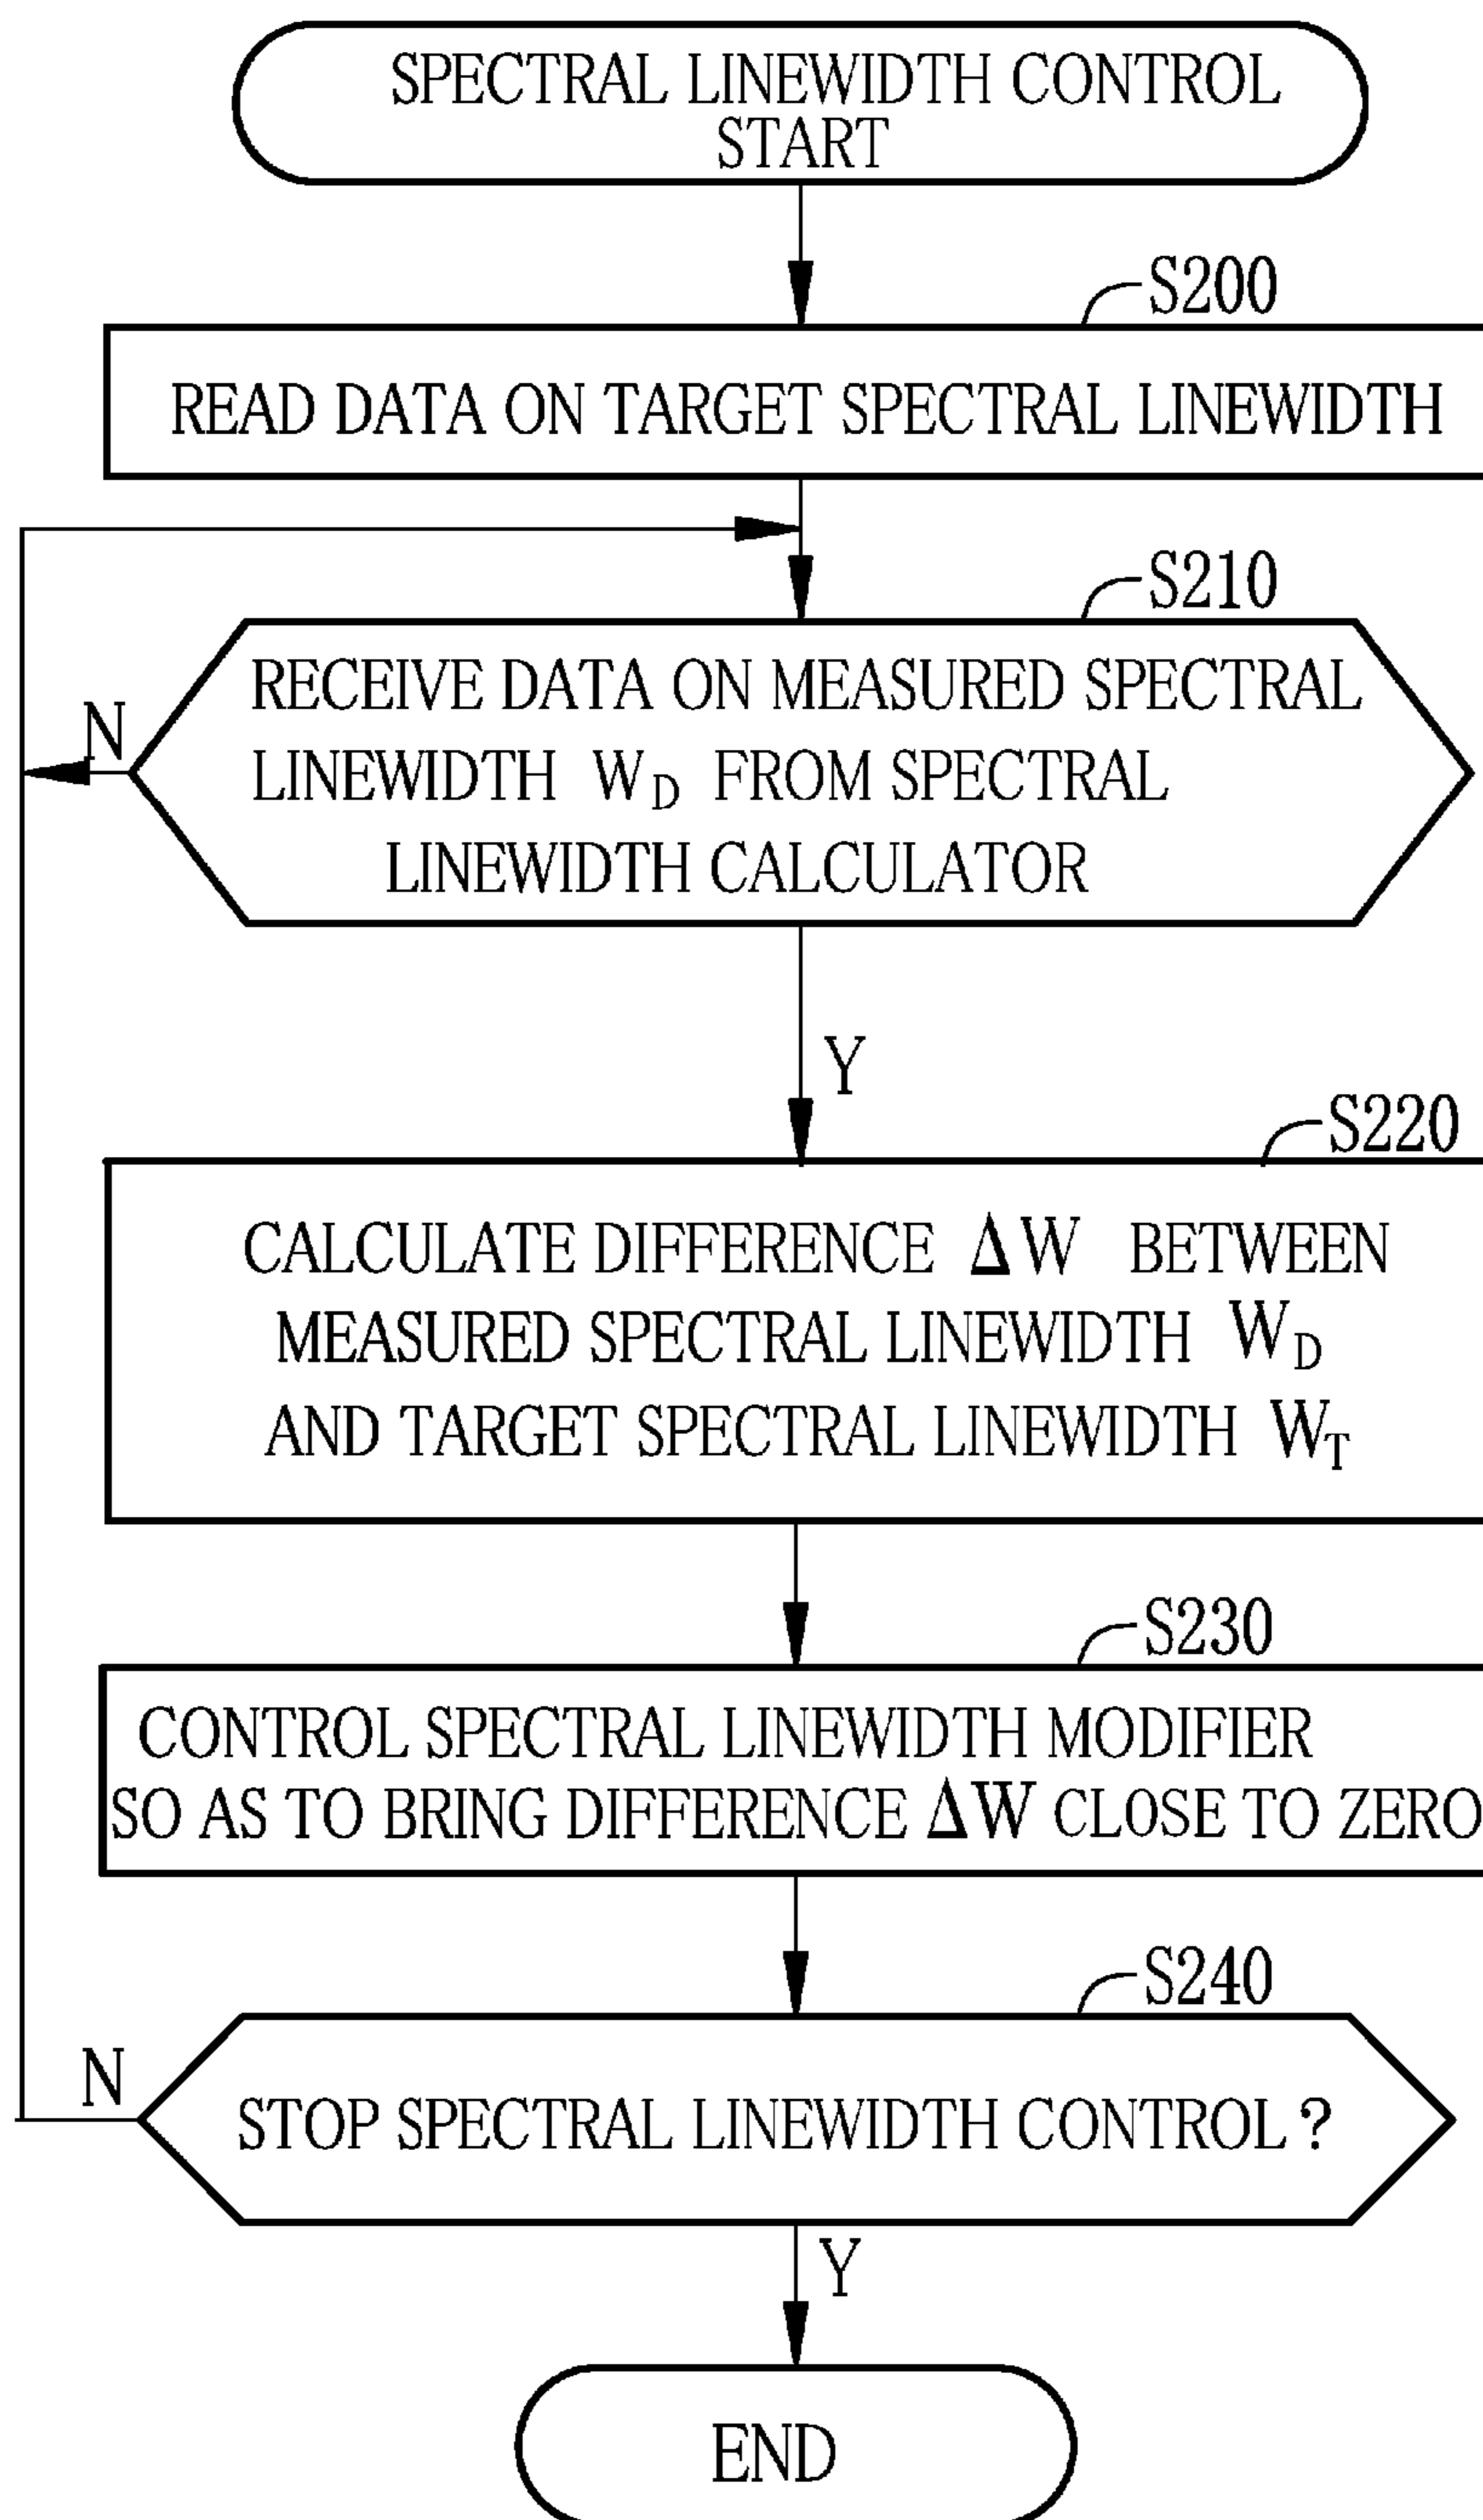 SPECTRAL LINEWIDTH CONTROL
START
S200
READ DATA ON TARGET SPECTRAL LINEWIDTH
S210
RECEIVE DATA ON MEASURED SPECTRAL
LINEWIDTH W_D FROM SPECTRAL
LINEWIDTH CALCULATOR
N
Y
S220
CALCULATE DIFFERENCE ΔW BETWEEN
MEASURED SPECTRAL LINEWIDTH W_D
AND TARGET SPECTRAL LINEWIDTH W_T
S230
CONTROL SPECTRAL LINEWIDTH MODIFIER
SO AS TO BRING DIFFERENCE ΔW CLOSE TO ZERO
S240
N
STOP SPECTRAL LINEWIDTH CONTROL ?
Y
END